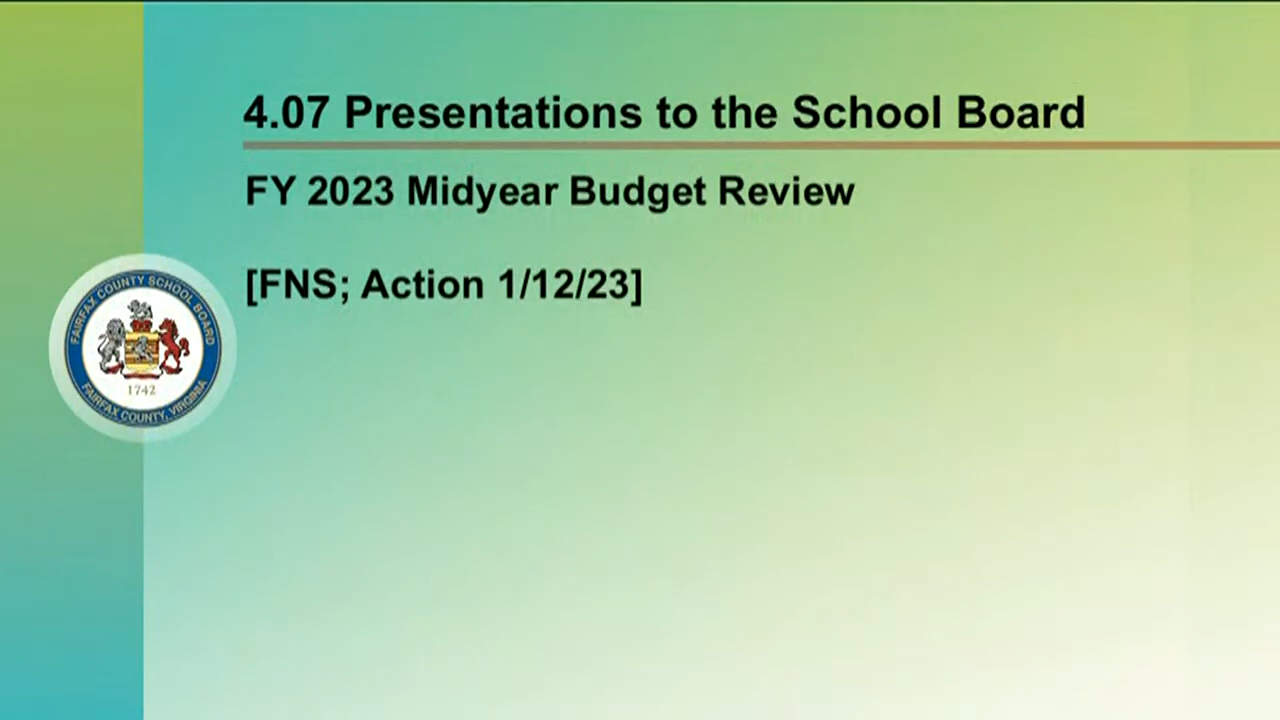 4.07 Presentations to the School Board
FY 2023 Midyear Budget Review
[FNS; Action 1/12/23]
FAIRFAX COUNTY SCHOOL BOARD
1742
FAIRFAX COUNTY, VIRGINIA